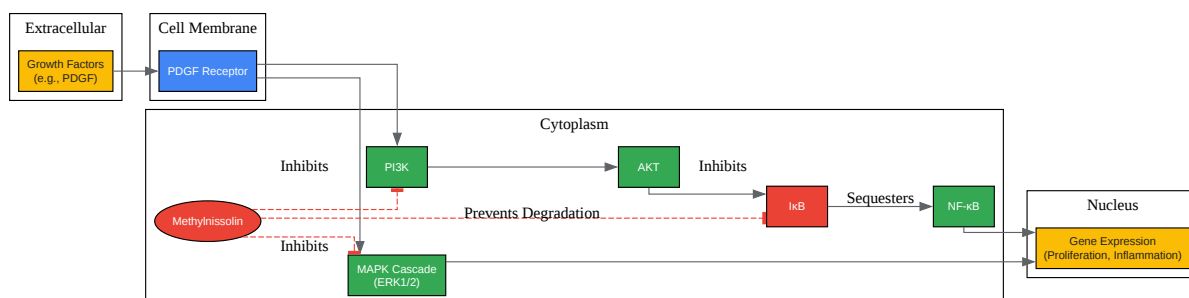 Extracellular
Growth Factors
(e.g., PDGF)
Cell Membrane
PDGF Receptor
Cytoplasm
Inhibits
PI3K
AKT
Inhibits
IκB
Sequesters
NF-κB
Methylnissolin
Prevents Degradation
Inhibits
MAPK Cascade
(ERK1/2)
Nucleus
Gene Expression
(Proliferation, Inflammation)